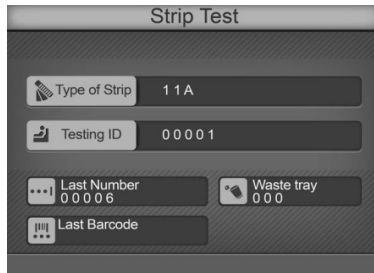 Strip Test
Type of Strip 11A
Testing ID 00001
Last Number Waste tray
00006 000
Last Barcode